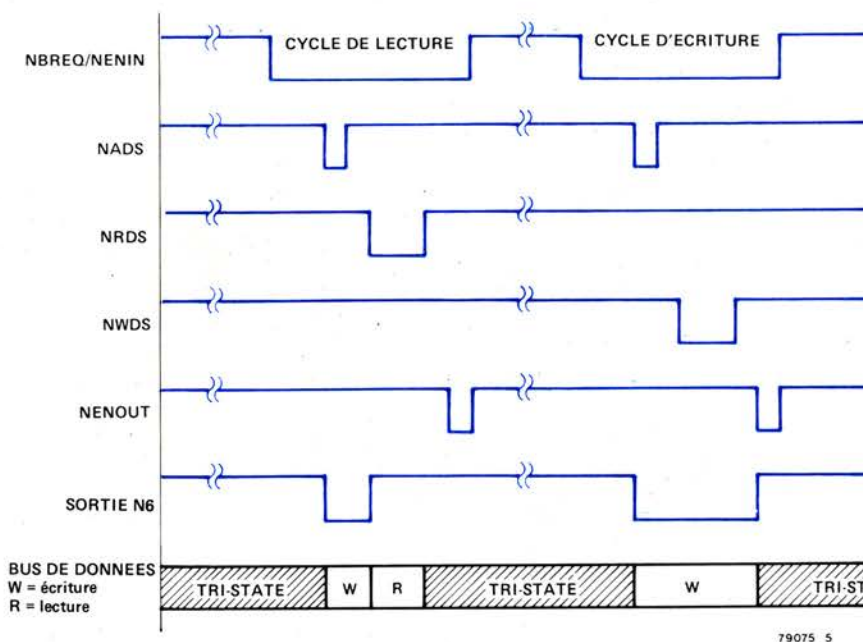 CYCLE DE LECTURE
CYCLE D'ECRITURE
NBREQ/NENIN
NADS
NRDS
NWDS
NENOUT
SORTIE N6
BUS DE DONNEES
W = écriture
R = lecture
TRI-STATE
W
R
TRI-STATE
W
TRI-ST
79075 5